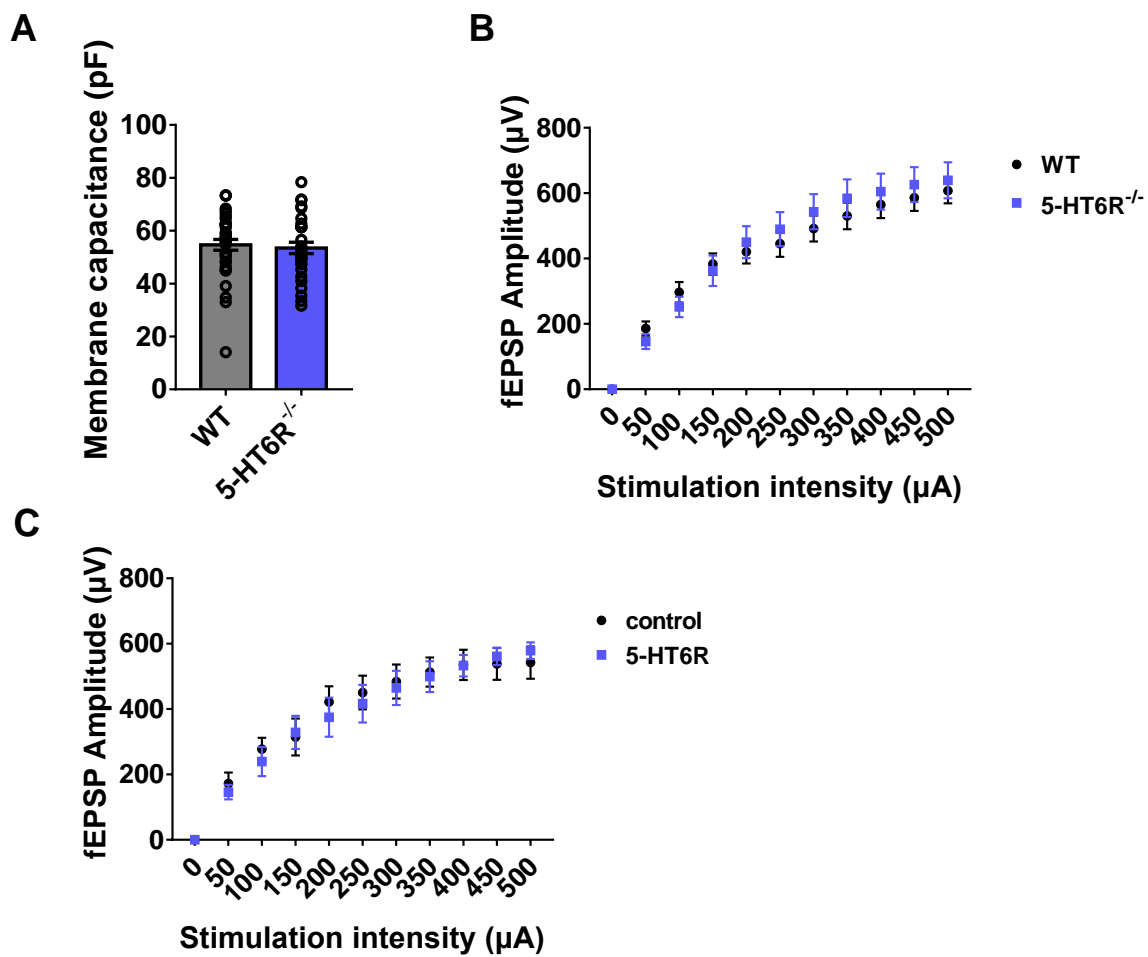 A
Membrane capacitance (pF)
100
80
60
40
20
0
WT
5-HT6R-/-
B
fEPSP Amplitude (µV)
800
600
400
200
0
0
50
100
150
200
250
300
350
400
450
500
Stimulation intensity (µA)
WT
5-HT6R-/-
C
fEPSP Amplitude (µV)
800
600
400
200
0
0
50
100
150
200
250
300
350
400
450
500
Stimulation intensity (µA)
control
5-HT6R